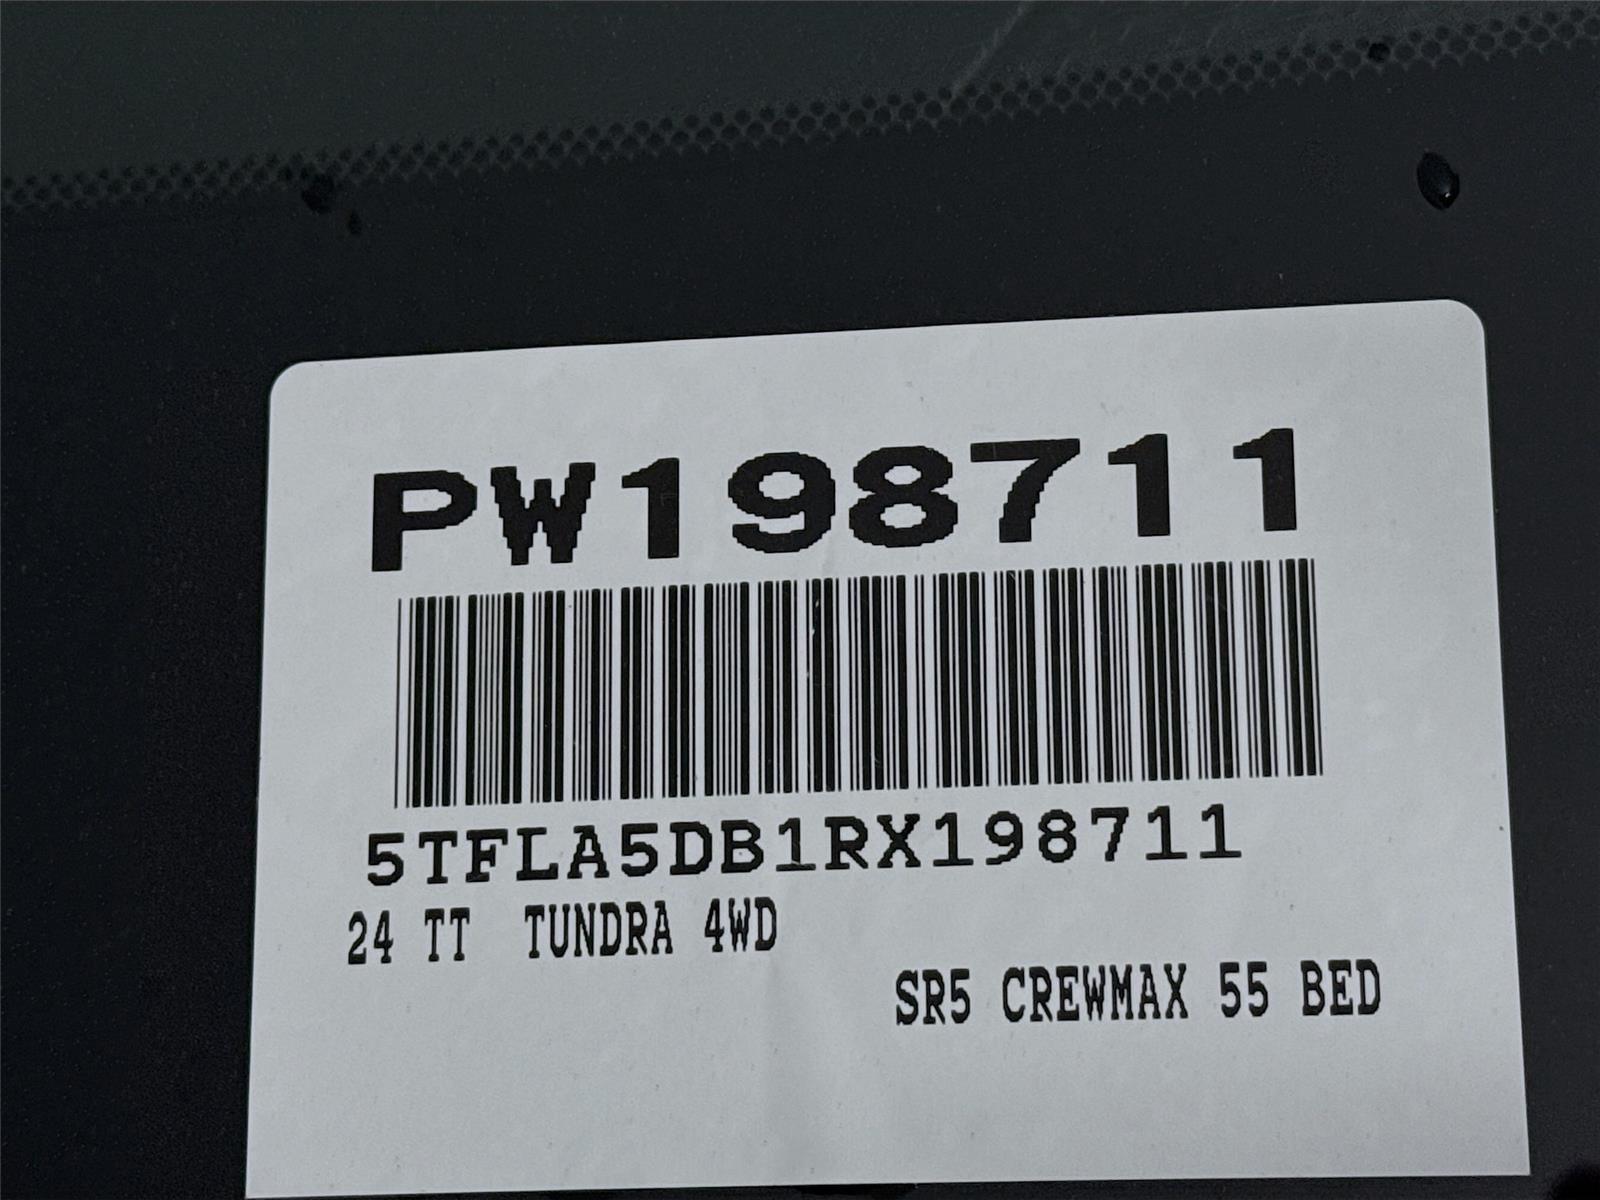 PW198711
5TFLA5DB1RX198711
24 TT TUNDRA 4WD
SR5 CREWMAX 55 BED